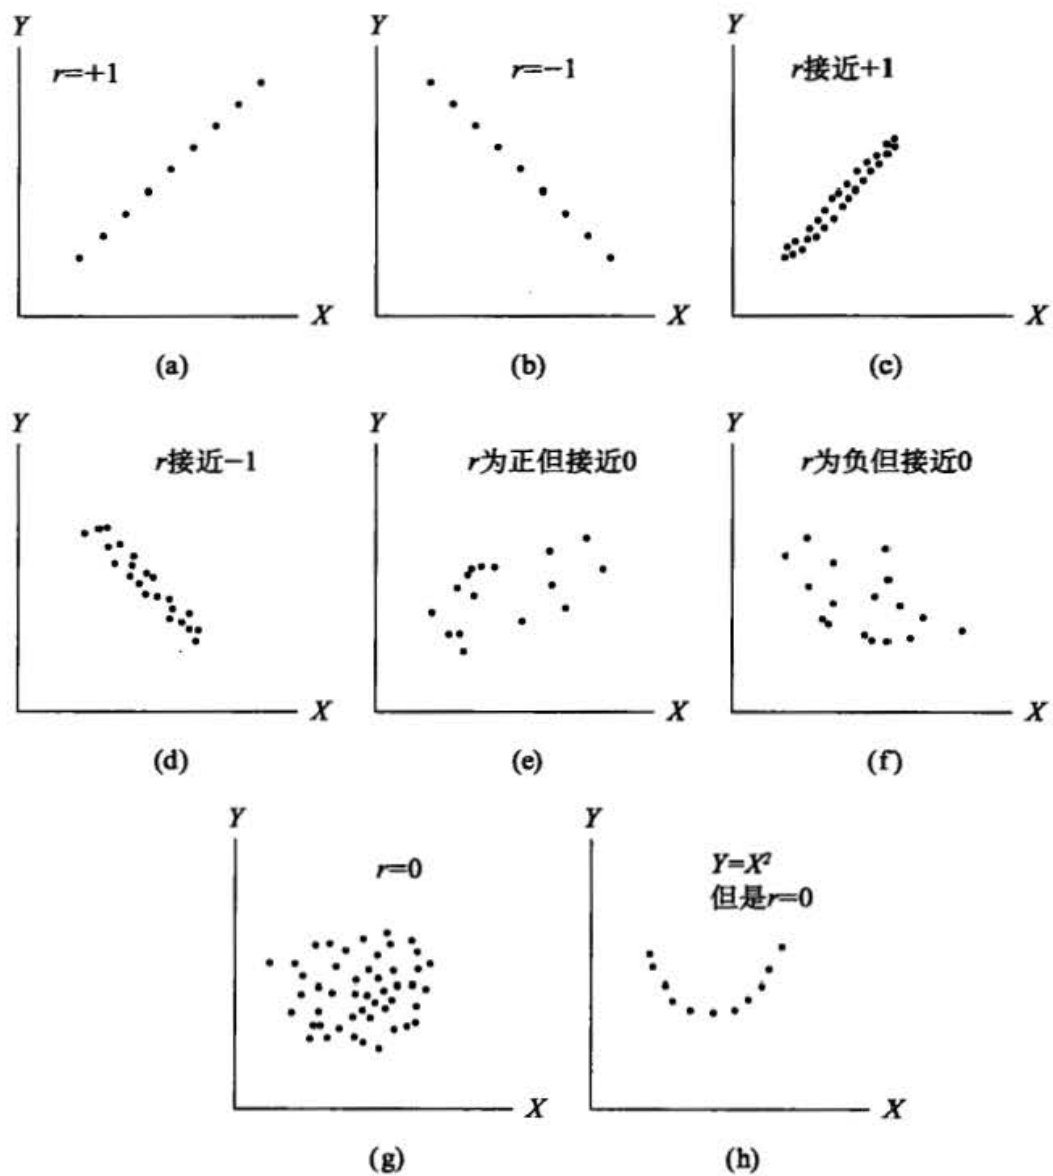 Y
r=+1
X
(a)
Y
r=−1
X
(b)
Y
r接近+1
X
(c)
Y
r接近−1
X
(d)
Y
r为正但接近0
X
(e)
Y
r为负但接近0
X
(f)
Y
r=0
X
(g)
Y
Y=X²
但是r=0
X
(h)